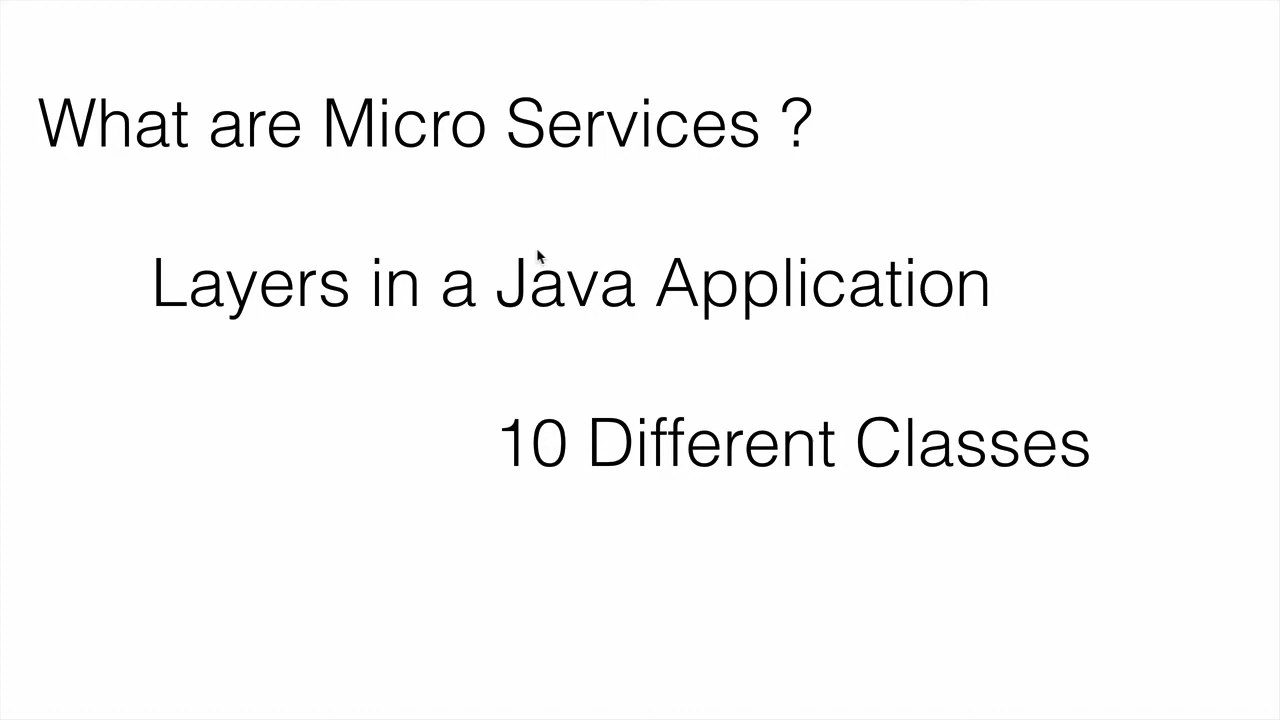 What are Micro Services ?
Layers in a Java Application
10 Different Classes